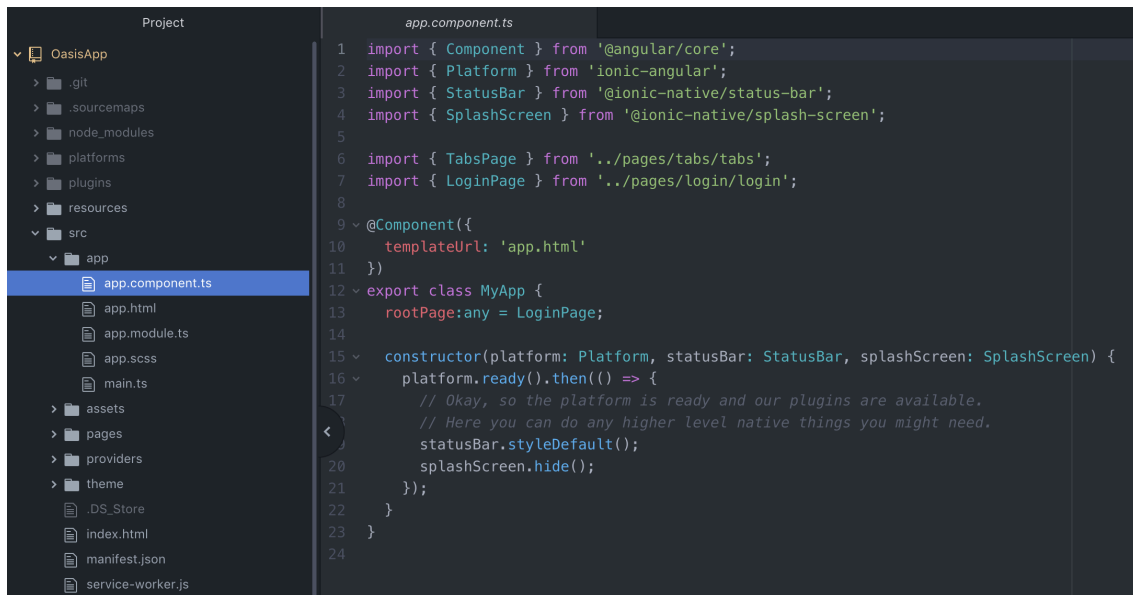 Project
OasisApp
.git
.sourcemaps
node_modules
platforms
plugins
resources
src
app
app.component.ts
app.html
app.module.ts
app.scss
main.ts
assets
pages
providers
theme
.DS_Store
index.html
manifest.json
service-worker.js
app.component.ts
1 import { Component } from '@angular/core';
2 import { Platform } from 'ionic-angular';
3 import { StatusBar } from '@ionic-native/status-bar';
4 import { SplashScreen } from '@ionic-native/splash-screen';
5
6 import { TabsPage } from '../pages/tabs/tabs';
7 import { LoginPage } from '../pages/login/login';
8
9 @Component({
10 templateUrl: 'app.html'
11 })
12 export class MyApp {
13 rootPage:any = LoginPage;
14
15 constructor(platform: Platform, statusBar: StatusBar, splashScreen: SplashScreen) {
16 platform.ready().then(() => {
17 // Okay, so the platform is ready and our plugins are available.
// Here you can do any higher level native things you might need.
statusBar.styleDefault();
20 splashScreen.hide();
21 });
22 }
23 }
24